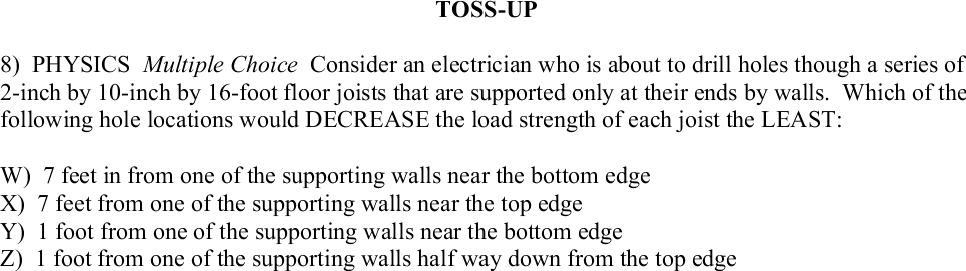 TOSS-UP
8) PHYSICS Multiple Choice Consider an electrician who is about to drill holes though a series of
2-inch by 10-inch by 16-foot floor joists that are supported only at their ends by walls. Which of the
following hole locations would DECREASE the load strength of each joist the LEAST:
W) 7 feet in from one of the supporting walls near the bottom edge
X) 7 feet from one of the supporting walls near the top edge
Y) 1 foot from one of the supporting walls near the bottom edge
Z) 1 foot from one of the supporting walls half way down from the top edge